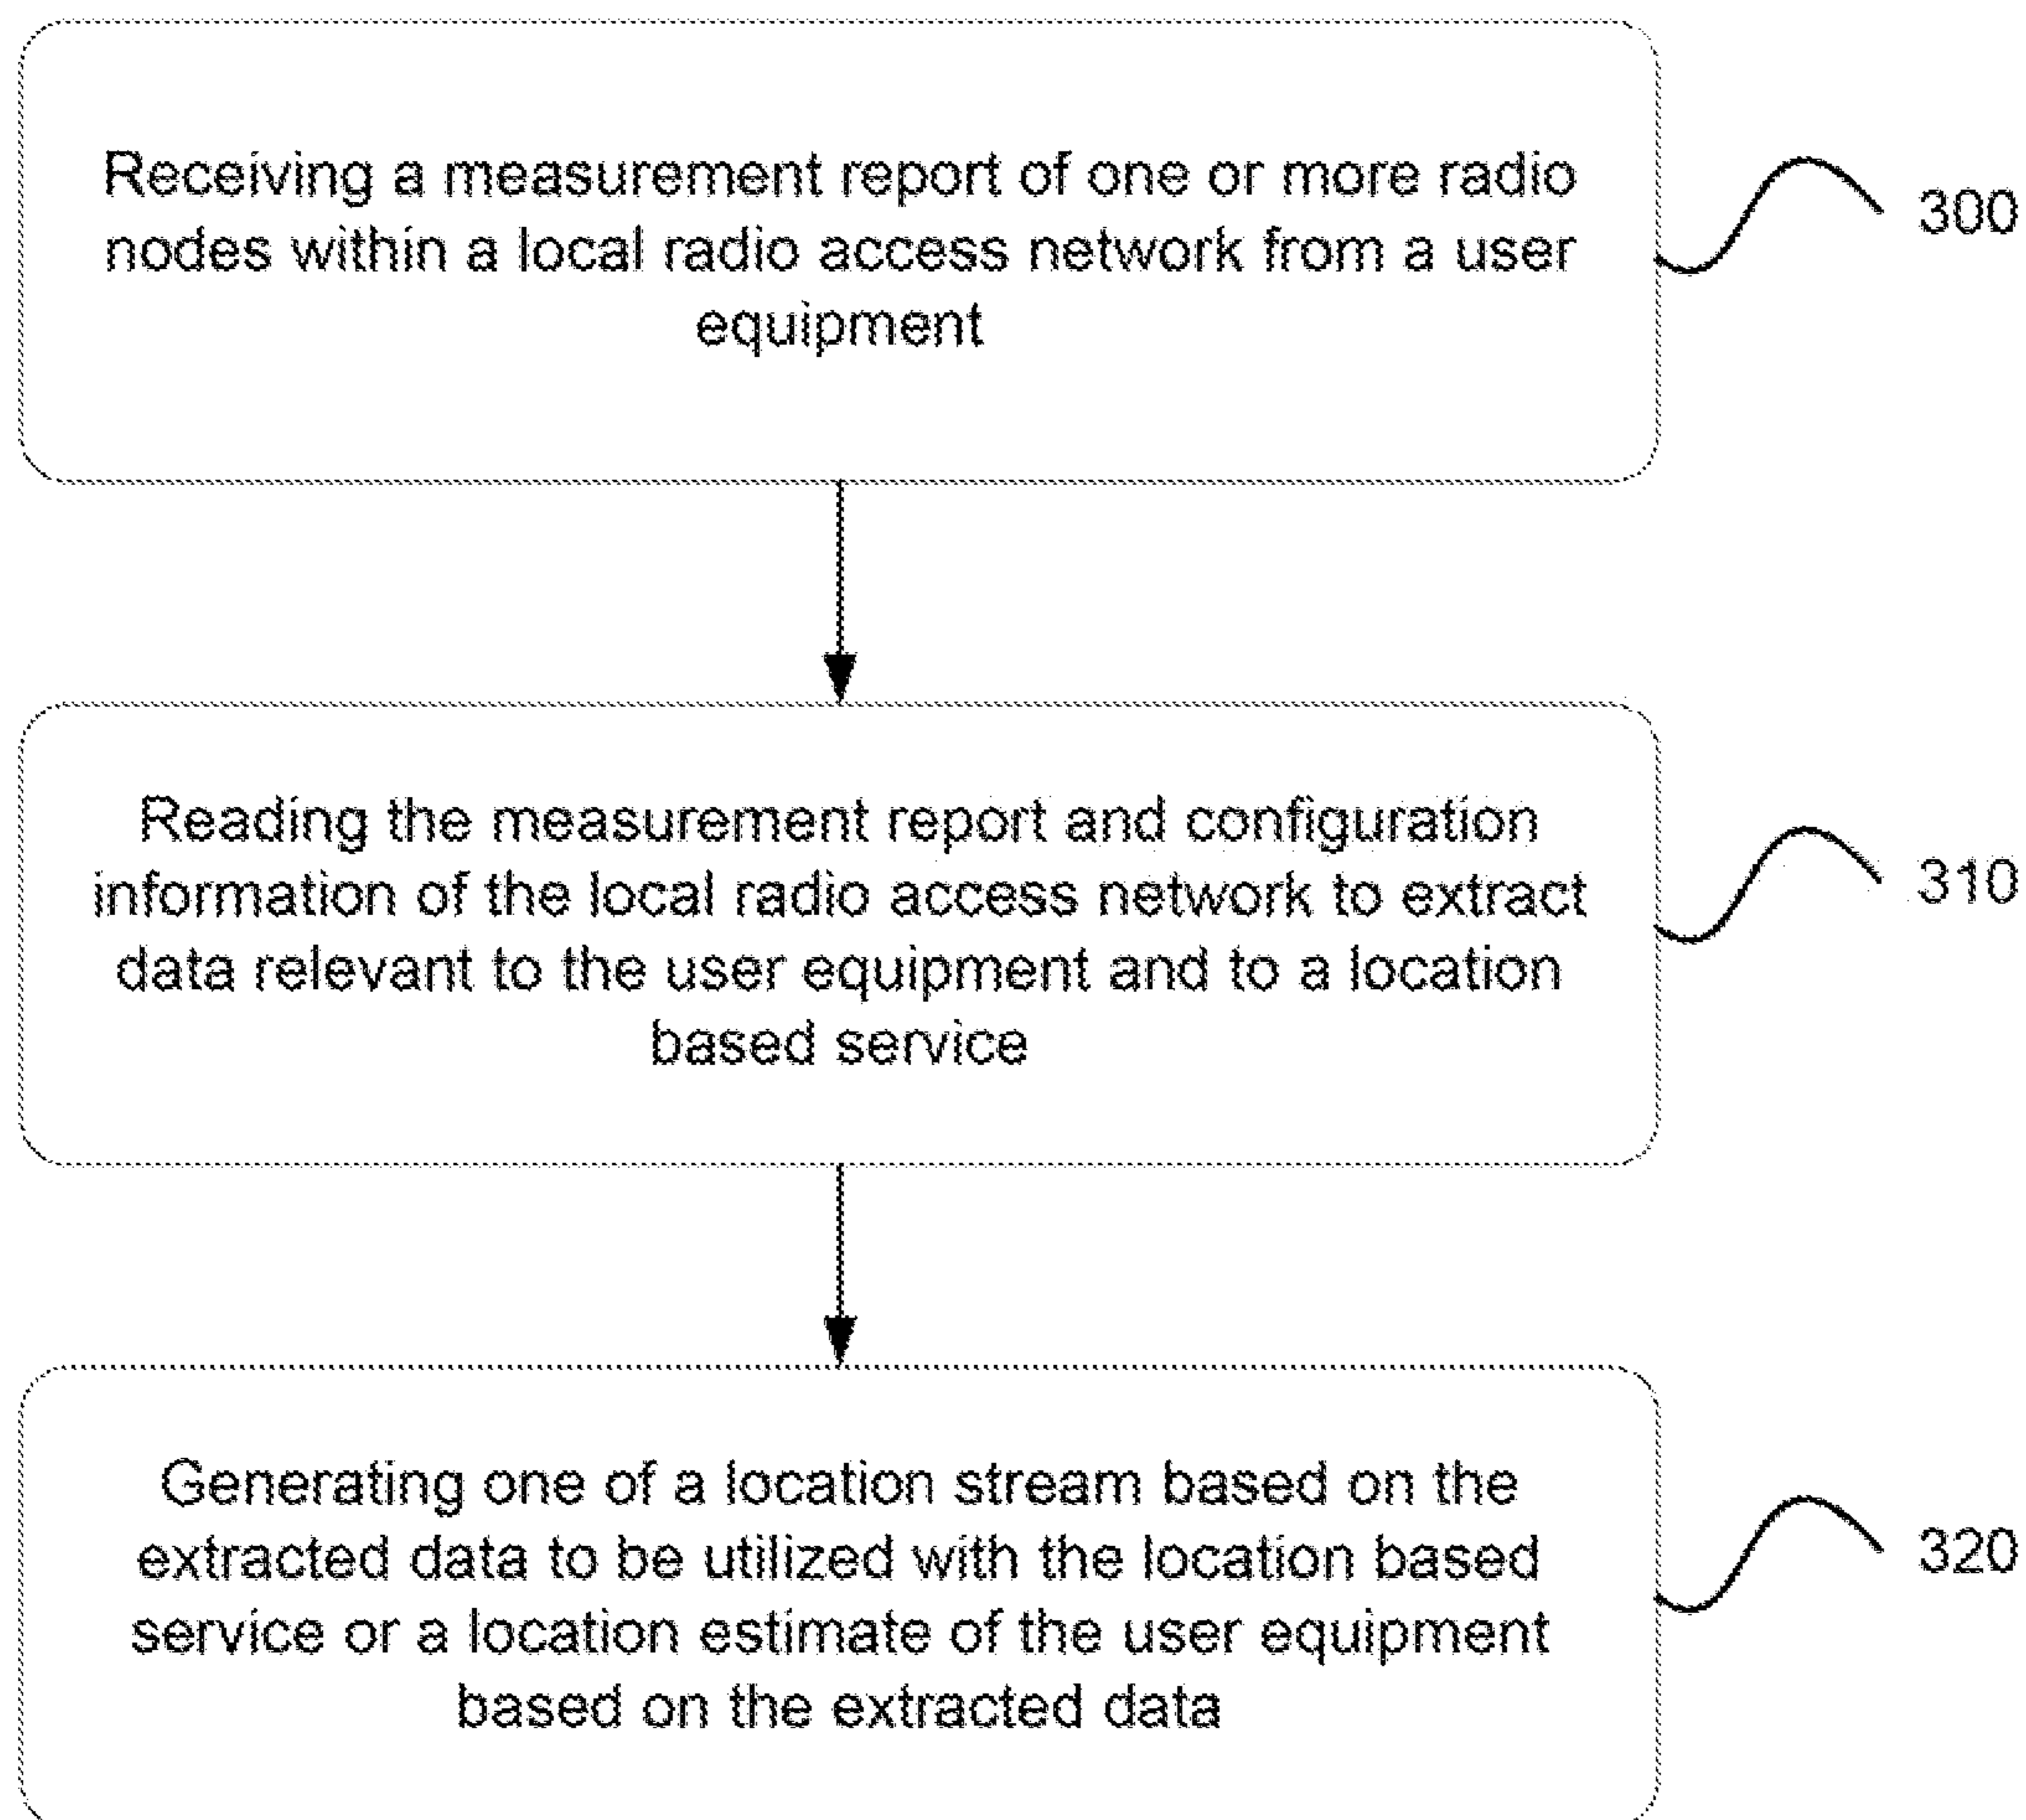 Receiving a measurement report of one or more radio
nodes within a local radio access network from a user
equipment
300
Reading the measurement report and configuration
information of the local radio access network to extract
data relevant to the user equipment and to a location
based service
310
Generating one of a location stream based on the
extracted data to be utilized with the location based
service or a location estimate of the user equipment
based on the extracted data
320